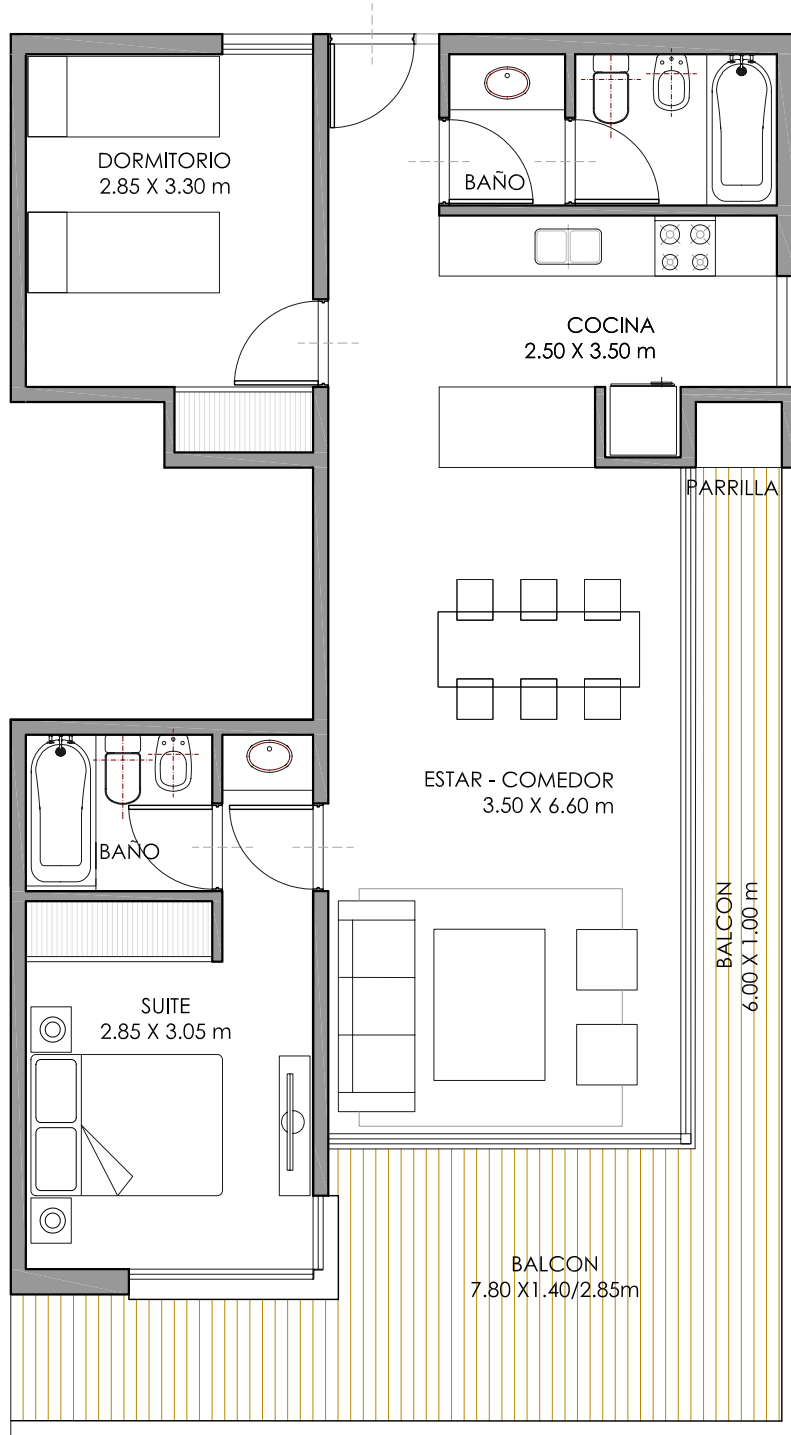 DORMITORIO
2.85 X 3.30 m
BAÑO
COCINA
2.50 X 3.50 m
PARRILLA
ESTAR - COMEDOR
3.50 X 6.60 m
BAÑO
BALCON
6.00 X 1.00 m
SUITE
2.85 X 3.05 m
BALCON
7.80 X1.40/2.85m